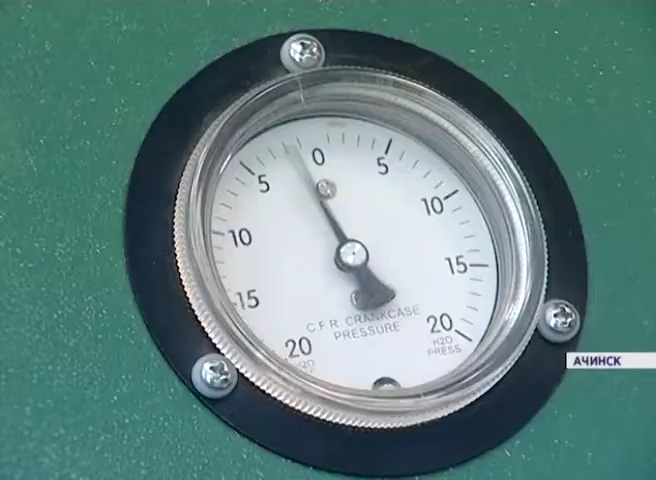 0
5 5
10 10
15 15
20 20
C.F.R. CRANKCASE
PRESSURE
H2O
PRESS
АЧИНСК